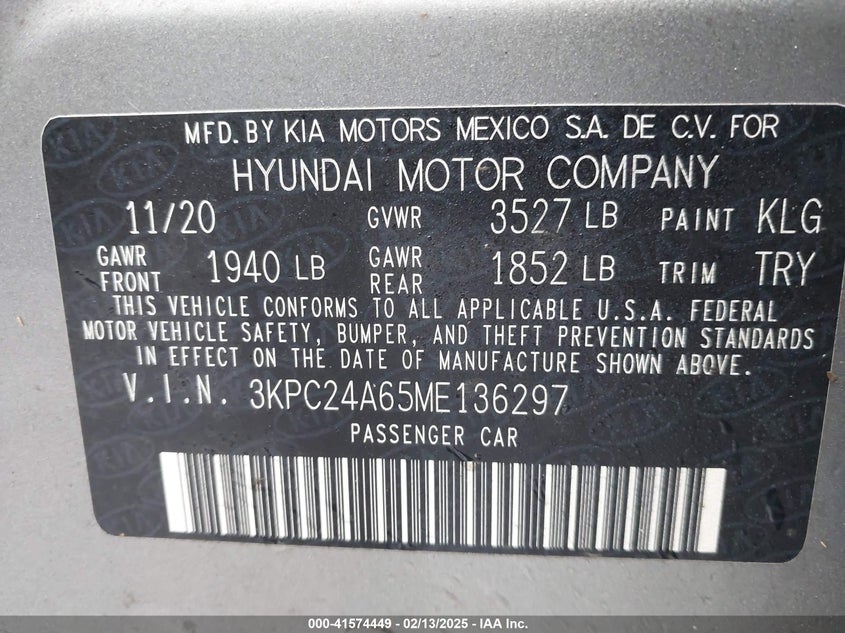 MFD. BY KIA MOTORS MEXICO S.A. DE C.V. FOR
HYUNDAI MOTOR COMPANY
11/20 GVWR 3527 LB PAINT KLG
GAWR FRONT 1940 LB GAWR REAR 1852 LB TRIM TRY
THIS VEHICLE CONFORMS TO ALL APPLICABLE U.S.A. FEDERAL
MOTOR VEHICLE SAFETY, BUMPER, AND THEFT PREVENTION STANDARDS
IN EFFECT ON THE DATE OF MANUFACTURE SHOWN ABOVE.
V.I.N. 3KPC24A65ME136297
PASSENGER CAR
000-41574449 - 02/13/2025 - IAA Inc.